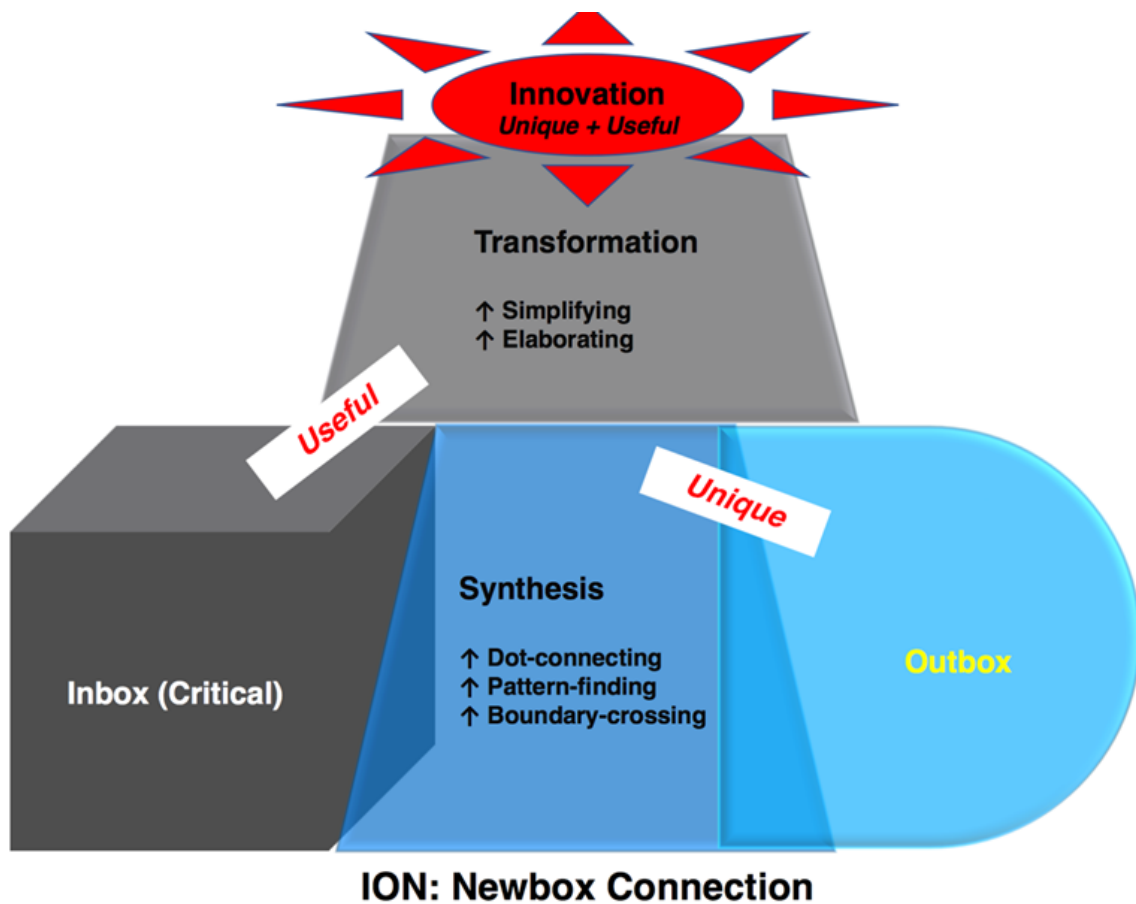 Innovation
Unique + Useful
Transformation
↑ Simplifying
↑ Elaborating
Useful
Unique
Synthesis
↑ Dot-connecting
↑ Pattern-finding
↑ Boundary-crossing
Inbox (Critical)
Outbox
ION: Newbox Connection